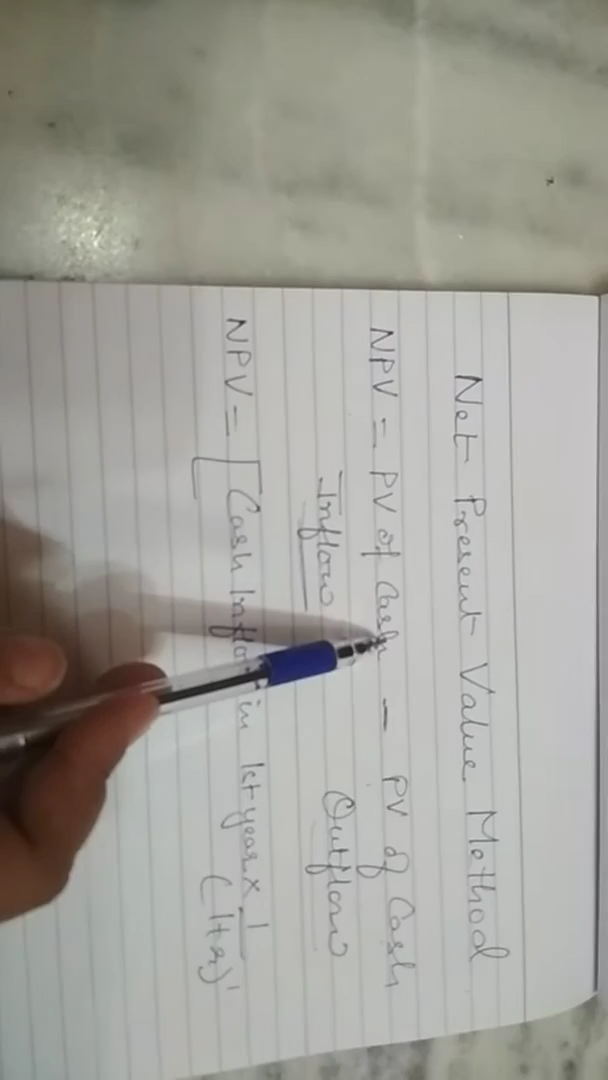 Net Present Value Method
NPV = PV of Cash - PV of Cash
Inflow Outflow
NPV = [Cash Inflow in 1st year × 1/(1+r)¹